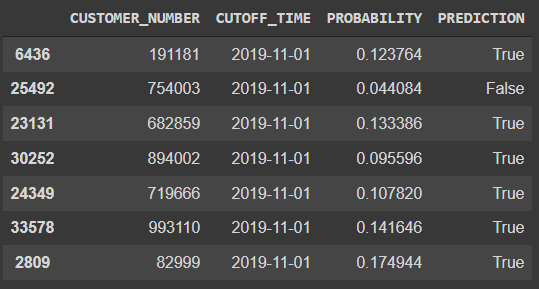 CUSTOMER_NUMBER CUTOFF_TIME PROBABILITY PREDICTION
6436 191181 2019-11-01 0.123764 True
25492 754003 2019-11-01 0.044084 False
23131 682859 2019-11-01 0.133386 True
30252 894002 2019-11-01 0.095596 True
24349 719666 2019-11-01 0.107820 True
33578 993110 2019-11-01 0.141646 True
2809 82999 2019-11-01 0.174944 True